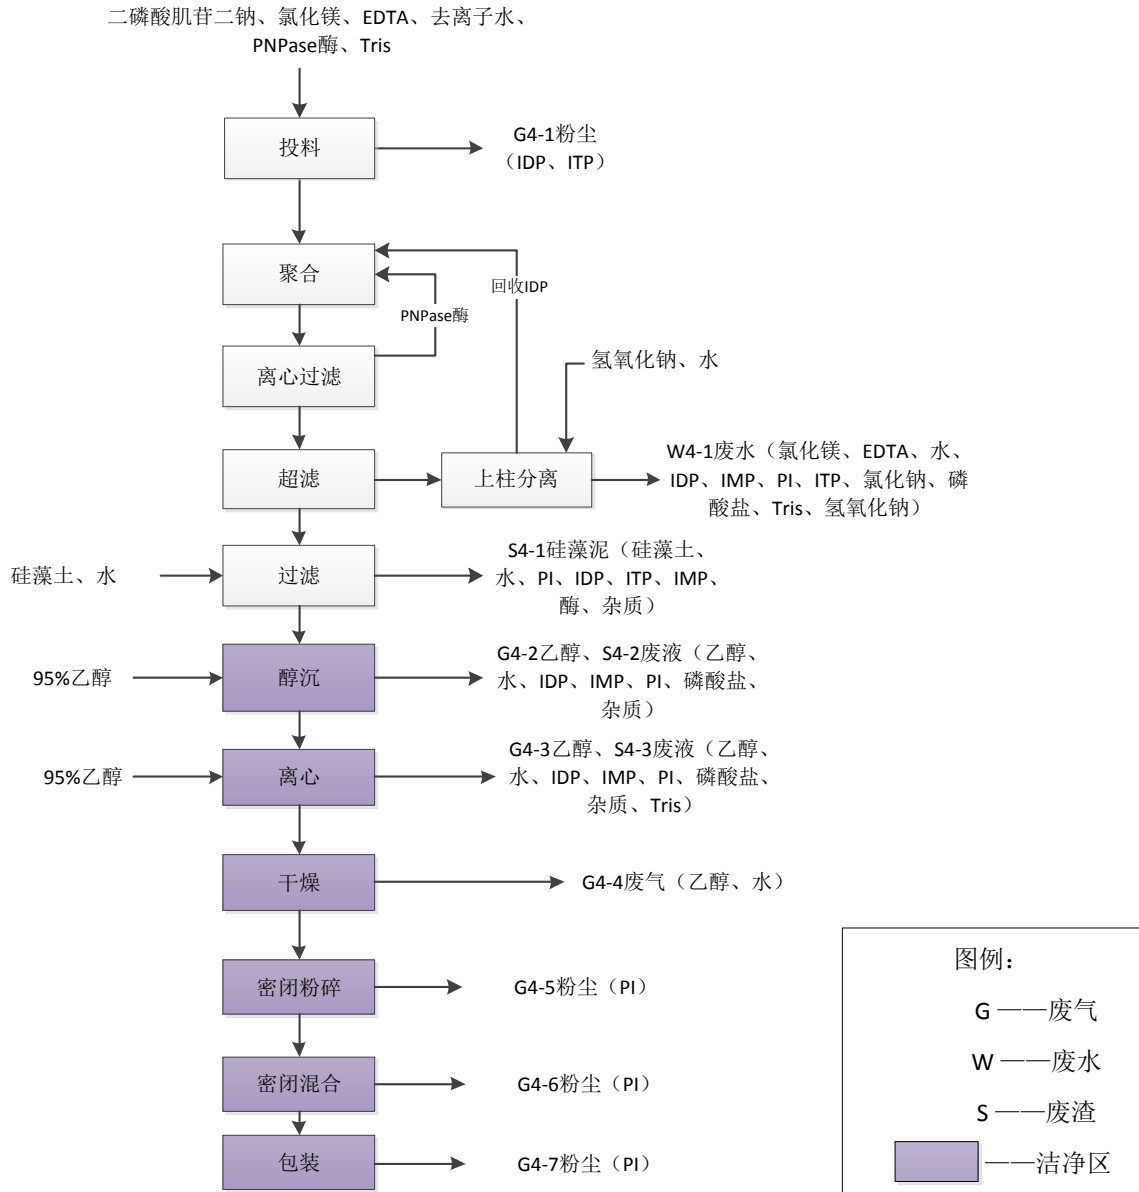 二磷酸肌苷二钠、氯化镁、EDTA、去离子水、
PNPase酶、Tris
投料
G4-1粉尘
（IDP、ITP）
聚合
回收IDP
PNPase酶
离心过滤
氢氧化钠、水
超滤
上柱分离
W4-1废水（氯化镁、EDTA、水、
IDP、IMP、PI、ITP、氯化钠、磷
酸盐、Tris、氢氧化钠）
硅藻土、水
过滤
S4-1硅藻泥（硅藻土、
水、PI、IDP、ITP、IMP、
酶、杂质）
95%乙醇
醇沉
G4-2乙醇、S4-2废液（乙醇、
水、IDP、IMP、PI、磷酸盐、
杂质）
95%乙醇
离心
G4-3乙醇、S4-3废液（乙醇、
水、IDP、IMP、PI、磷酸盐、
杂质、Tris）
干燥
G4-4废气（乙醇、水）
密闭粉碎
G4-5粉尘（PI）
密闭混合
G4-6粉尘（PI）
包装
G4-7粉尘（PI）
图例：
G ——废气
W ——废水
S ——废渣
——洁净区